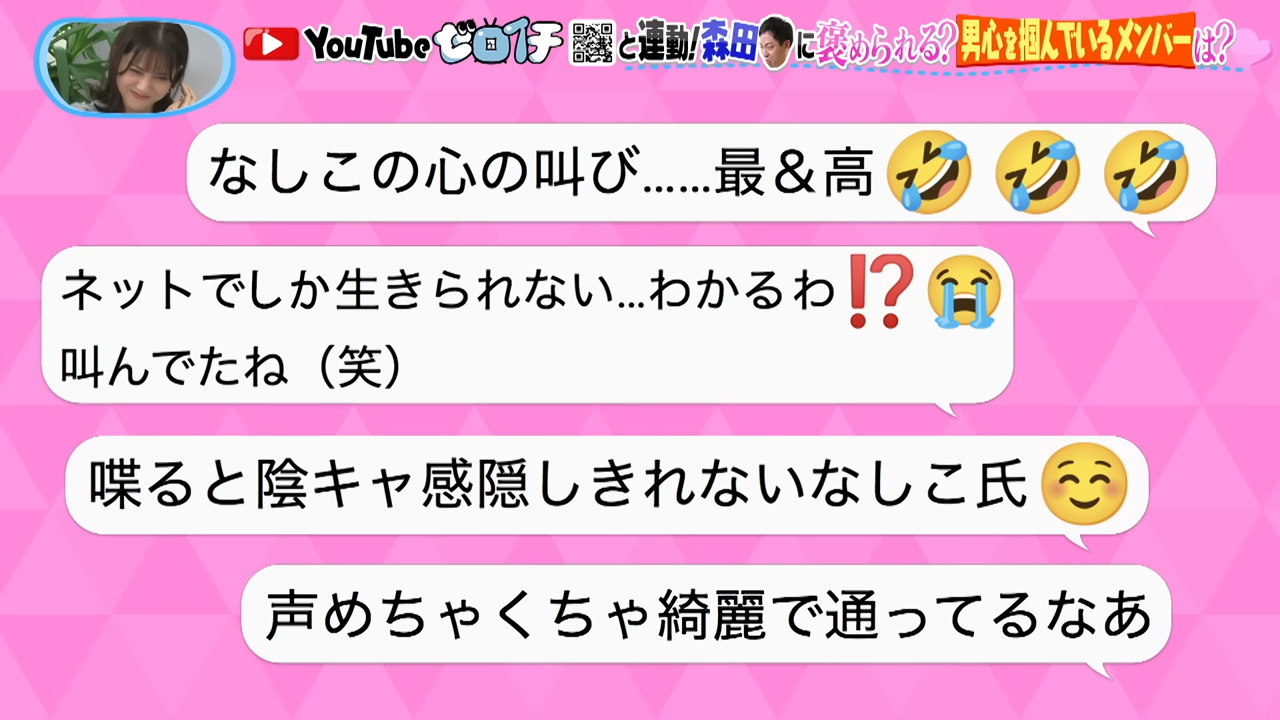 YouTube ゼロイチ と連動!森田に褒められる?男心を掴んでいるメンバーは?
なしこの心の叫び……最＆高🤣🤣🤣
ネットでしか生きられない…わかるわ⁉️😭
叫んでたね（笑）
喋ると陰キャ感隠しきれないなしこ氏☺️
声めちゃくちゃ綺麗で通ってるなあ